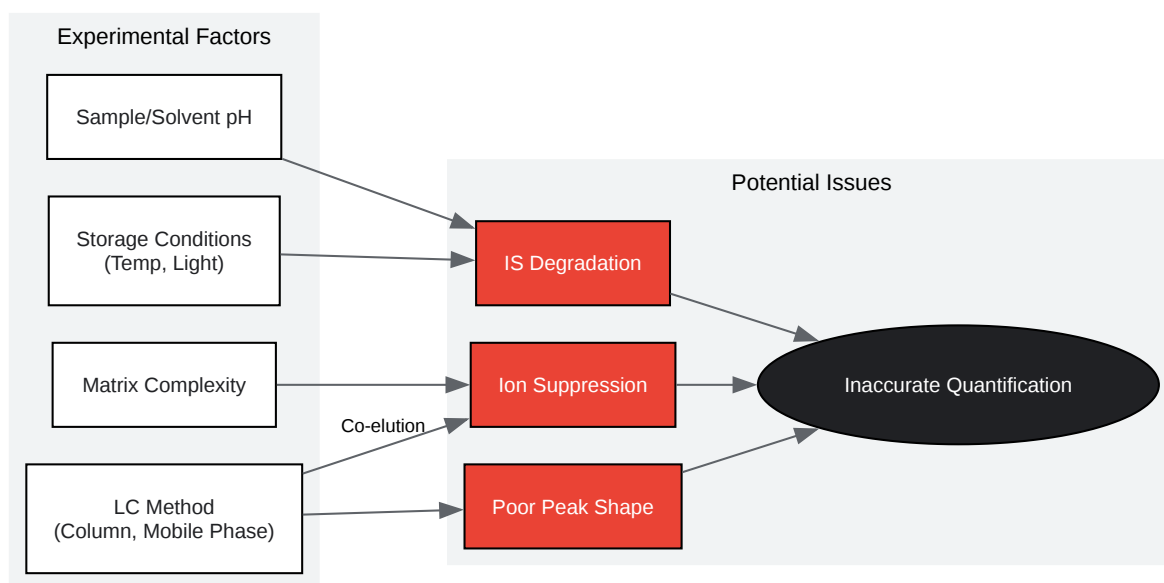 Experimental Factors
Sample/Solvent pH
Storage Conditions
(Temp, Light)
Matrix Complexity
LC Method
(Column, Mobile Phase)
Co-elution
Potential Issues
IS Degradation
Ion Suppression
Poor Peak Shape
Inaccurate Quantification